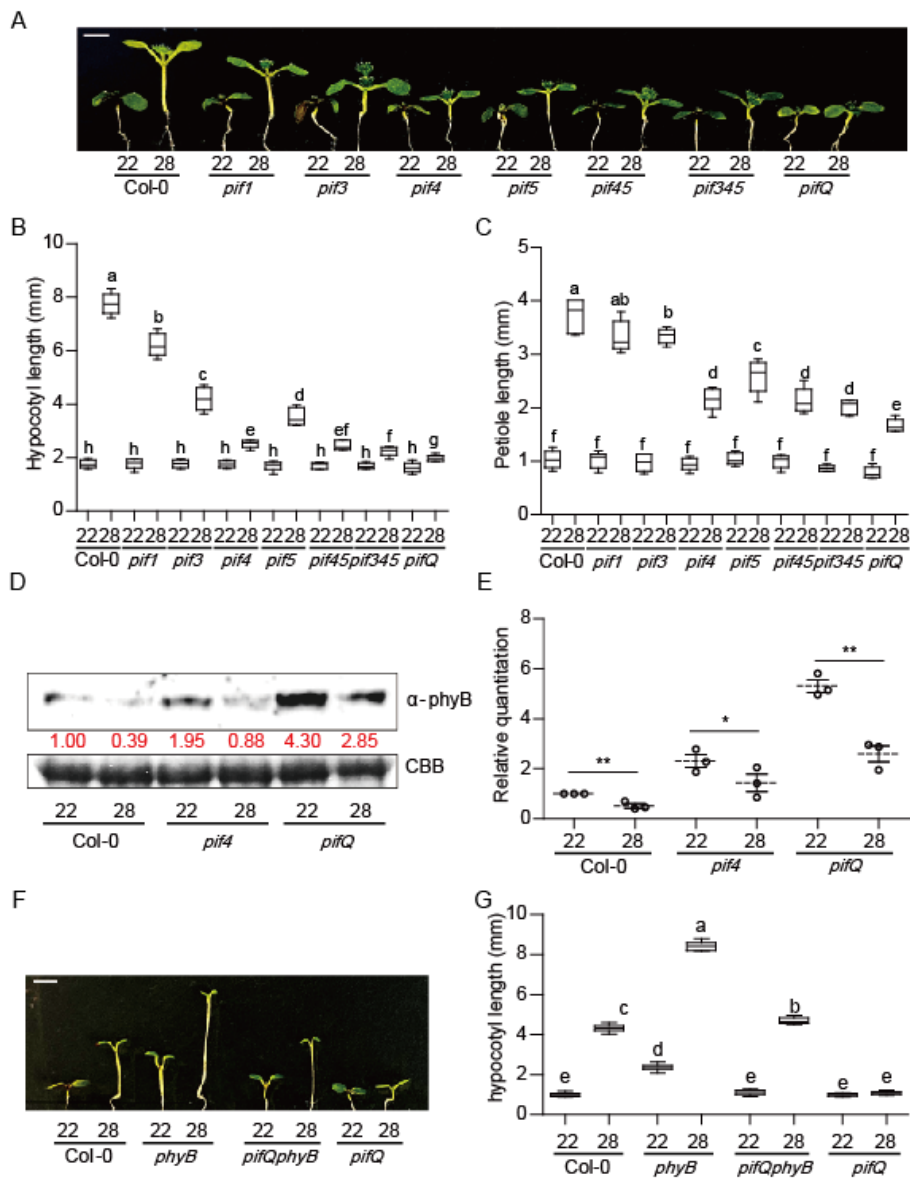 A
22 28 22 28 22 28 22 28 22 28 22 28 22 28 22 28
Col-0 pif1 pif3 pif4 pif5 pif45 pif345 pifQ
B
Hypocotyl length (mm)
10
8
6
4
2
0
a
b
c
d
e ef f g
h h h h h h h h
22 28 22 28 22 28 22 28 22 28 22 28 22 28 22 28
Col-0 pif1 pif3 pif4 pif5 pif45 pif345 pifQ
C
Petiole length (mm)
5
4
3
2
1
0
a ab b
c
d d d e
f f f f f f f f
22 28 22 28 22 28 22 28 22 28 22 28 22 28 22 28
Col-0 pif1 pif3 pif4 pif5 pif45 pif345 pifQ
D
α-phyB
1.00 0.39 1.95 0.88 4.30 2.85
CBB
22 28 22 28 22 28
Col-0 pif4 pifQ
E
Relative quantitation
8
6
4
2
0
** * **
22 28 22 28 22 28
Col-0 pif4 pifQ
F
22 28 22 28 22 28 22 28
Col-0 phyB pifQphyB pifQ
G
hypocotyl length (mm)
10
8
6
4
2
0
e c d a e b e e
22 28 22 28 22 28 22 28
Col-0 phyB pifQphyB pifQ